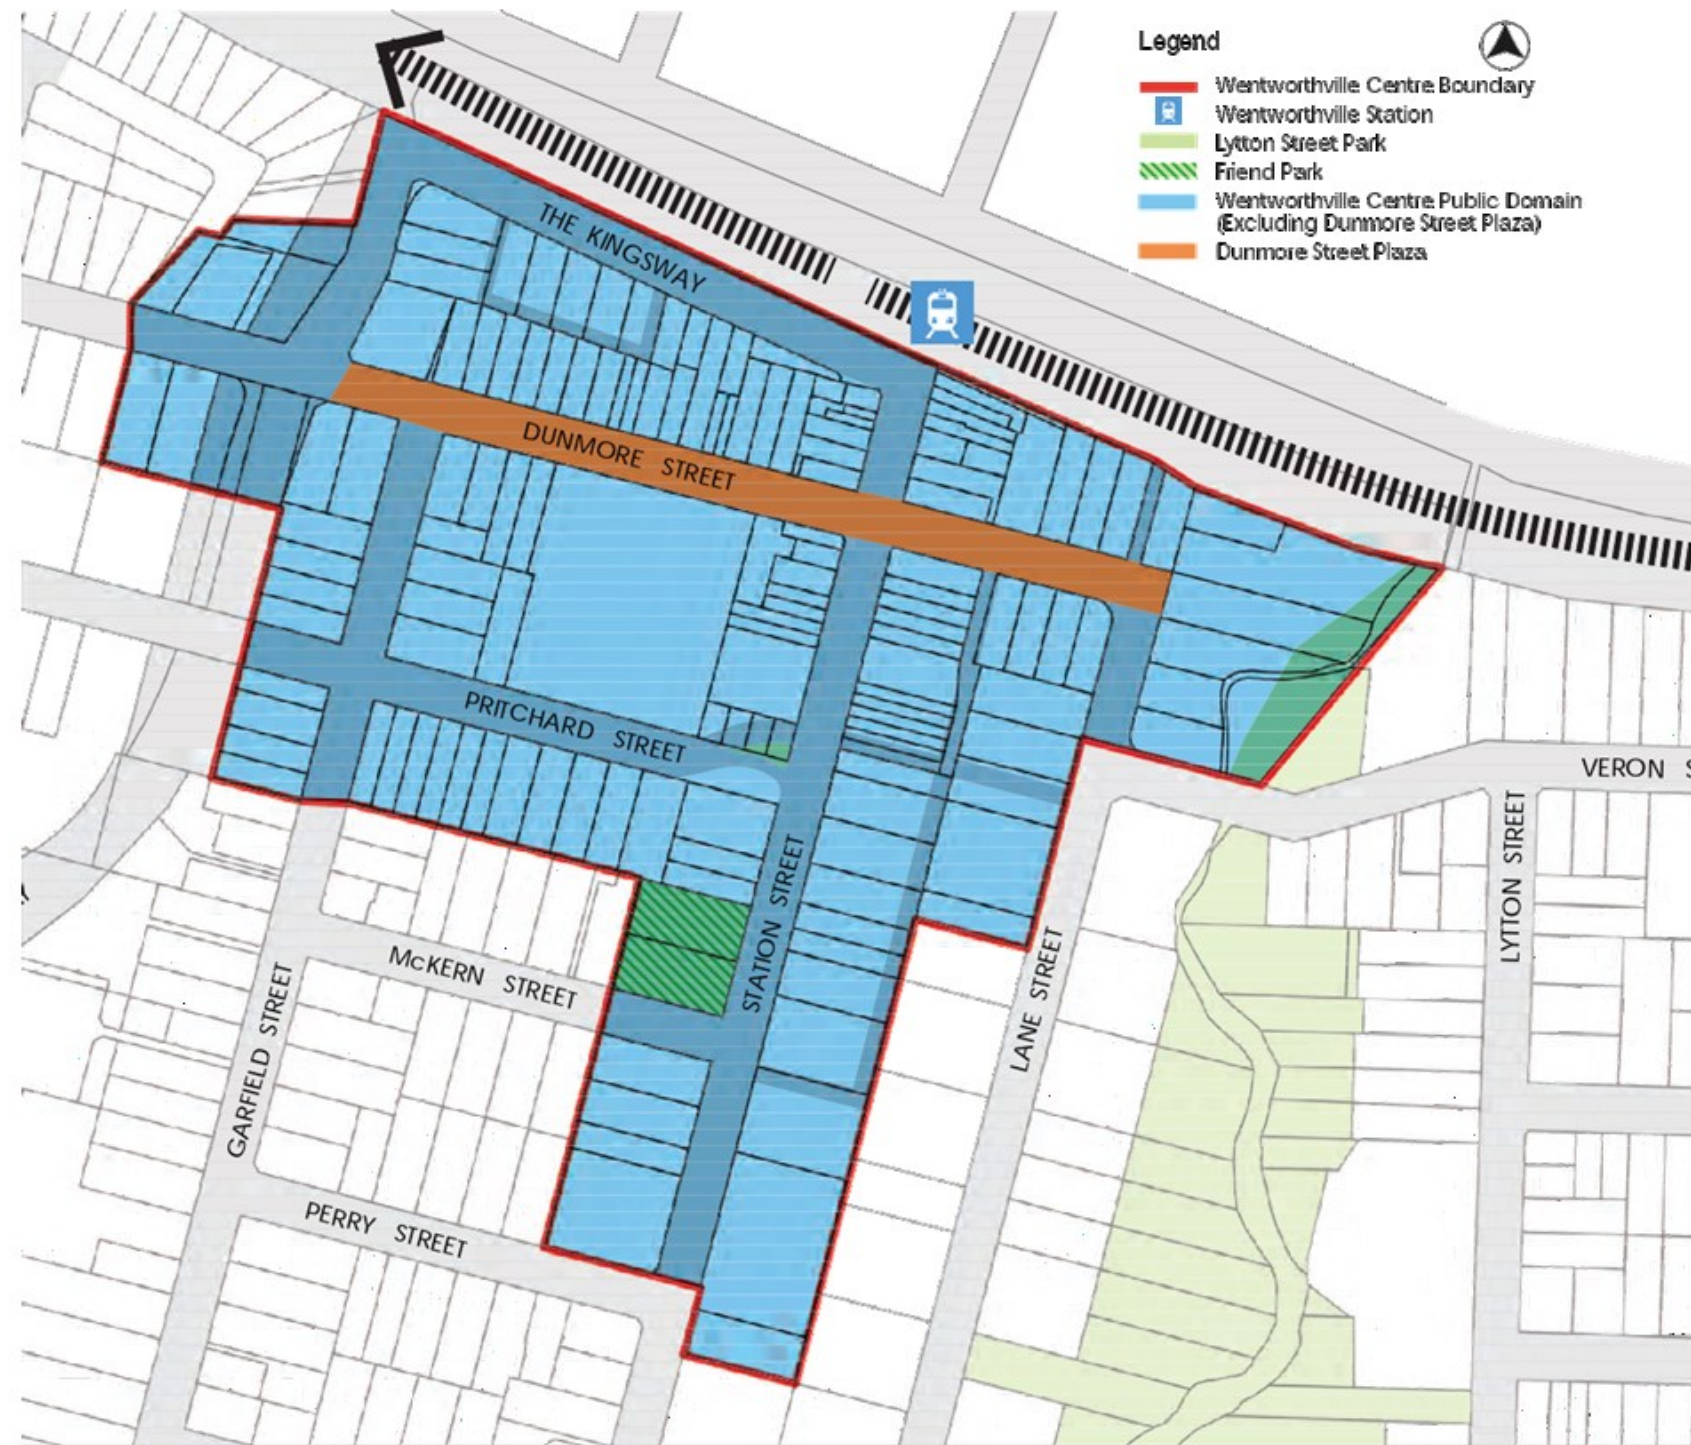 Legend
Wentworthville Centre Boundary
Wentworthville Station
Lytton Street Park
Friend Park
Wentworthville Centre Public Domain
(Excluding Dunmore Street Plaza)
Dunmore Street Plaza
THE KINGSWAY
DUNMORE STREET
PRITCHARD STREET
VERON S
LYTTON STREET
STATION STREET
LANE STREET
McKERN STREET
GARFIELD STREET
PERRY STREET